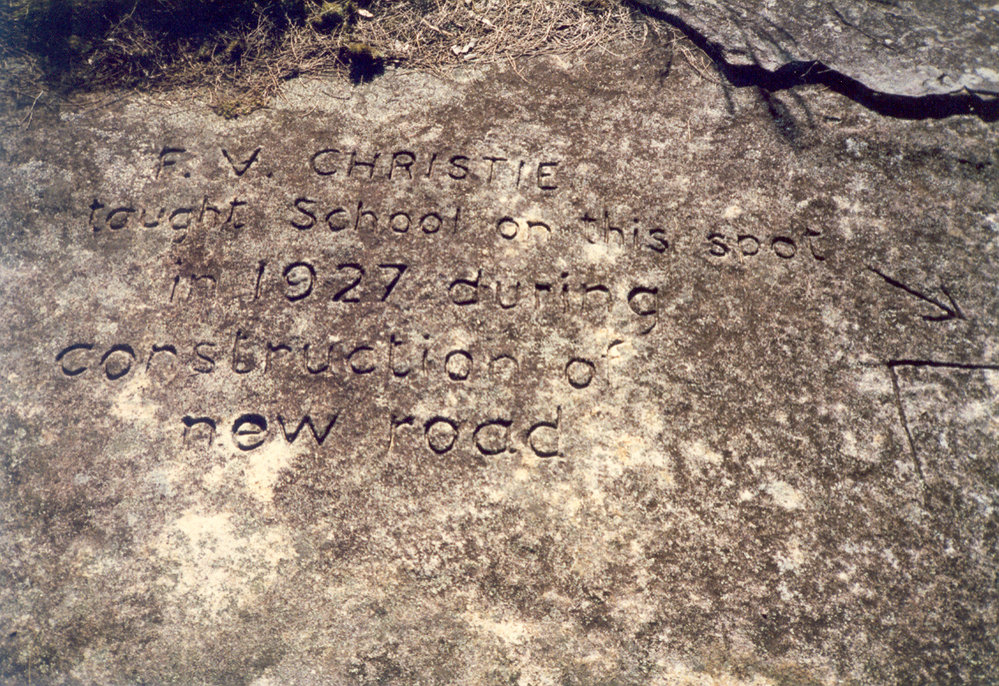 F. V. CHRISTIE
taught School on this spot
in 1927 during
construction of
new road